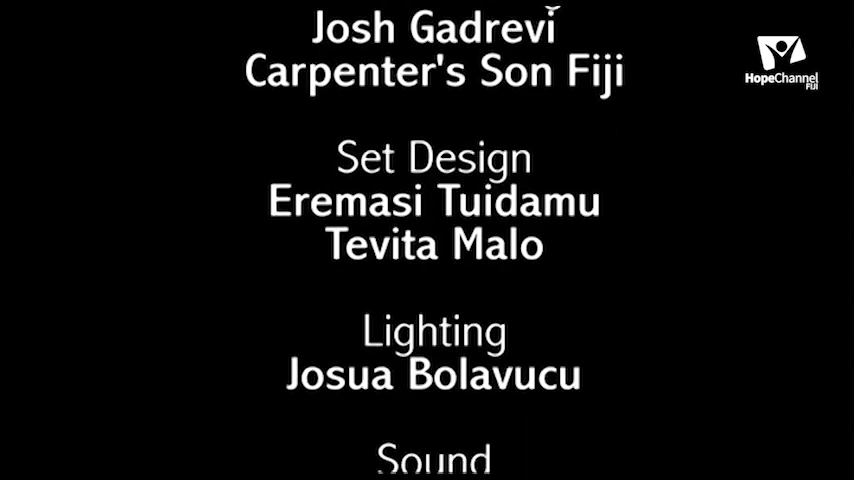 Josh Gadrevi
Carpenter's Son Fiji
HopeChannel
FIJI
Set Design
Eremasi Tuidamu
Tevita Malo
Lighting
Josua Bolavucu
Sound